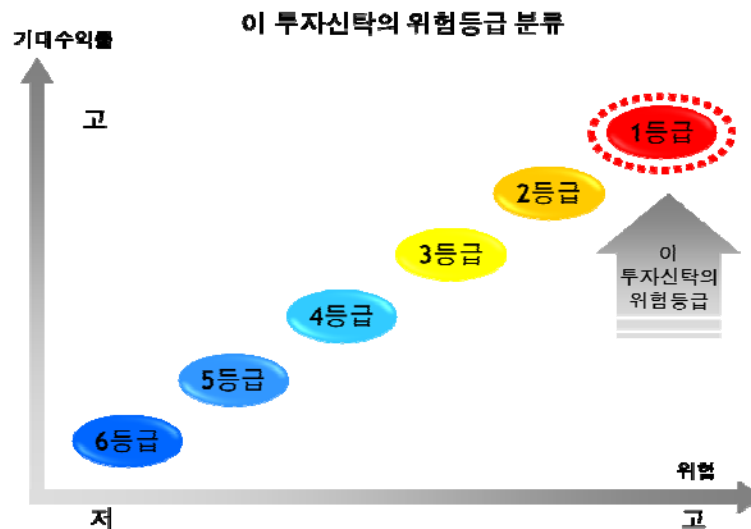 이 투자신탁의 위험등급 분류
기대수익률
고
1등급
2등급
3등급
4등급
5등급
6등급
이
투자신탁의
위험등급
위험
저
고